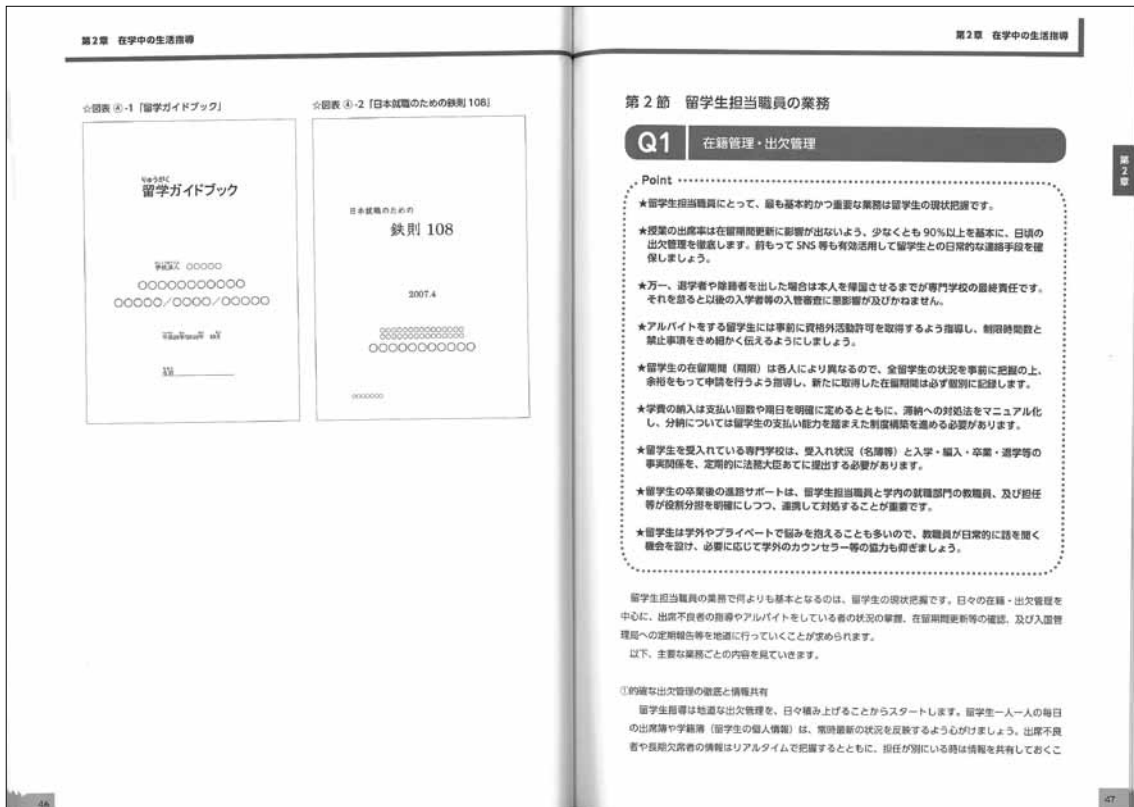 第2章 在学中の生活指導
☆図表 ④-1「留学ガイドブック」
りゅうがく
留学ガイドブック
学校法人 ○○○○○
○○○○○○○○○○○
○○○○○/○○○○/○○○○○
☆図表 ④-2「日本就職のための鉄則 108」
日本就職のための
鉄則 108
2007.4
○○○○○○○○○○○
○○○○○○○
46
第2章 在学中の生活指導
第2章
第2節 留学生担当職員の業務
Q1 在籍管理・出欠管理
Point
★留学生担当職員にとって、最も基本的かつ重要な業務は留学生の現状把握です。
★授業の出席率は在留期間更新に影響が出ないよう、少なくとも 90%以上を基本に、日頃の
出欠管理を徹底します。前もって SNS 等も有効活用して留学生との日常的な連絡手段を確
保しましょう。
★万一、退学者や除籍者を出した場合は本人を帰国させるまでが専門学校の最終責任です。
それを怠ると以後の入学者等の入管審査に悪影響が及びかねません。
★アルバイトをする留学生には事前に資格外活動許可を取得するよう指導し、制限時間数と
禁止事項をきめ細かく伝えるようにしましょう。
★留学生の在留期間（期限）は各人により異なるので、全留学生の状況を事前に把握の上、
余裕をもって申請を行うよう指導し、新たに取得した在留期間は必ず個別に記録します。
★学費の納入は支払い回数や期日を明確に定めるとともに、滞納への対処法をマニュアル化
し、分納については留学生の支払い能力を踏まえた制度構築を進める必要があります。
★留学生を受入れている専門学校は、受入れ状況（名簿等）と入学・編入・卒業・退学等の
事実関係を、定期的に法務大臣あてに提出する必要があります。
★留学生の卒業後の進路サポートは、留学生担当職員と学内の就職部門の教職員、及び担任
等が役割分担を明確にしつつ、連携して対処することが重要です。
★留学生は学外やプライベートで悩みを抱えることも多いので、教職員が日常的に話を聞く
機会を設け、必要に応じて学外のカウンセラー等の協力も仰ぎましょう。
留学生担当職員の業務で何よりも基本となるのは、留学生の現状把握です。日々の在籍・出欠管理を
中心に、出席不良者の指導やアルバイトをしている者の状況の掌握、在留期間更新等の確認、及び入国管
理局への定期報告等を地道に行っていくことが求められます。
以下、主要な業務ごとの内容を見ていきます。
①的確な出欠管理の徹底と情報共有
留学生指導は地道な出欠管理を、日々積み上げることからスタートします。留学生一人一人の毎日
の出席簿や学籍簿（留学生の個人情報）は、常時最新の状況を反映するよう心がけましょう。出席不良
者や長期欠席者の情報はリアルタイムで把握するとともに、担任が別にいる時は情報を共有しておくこ
47